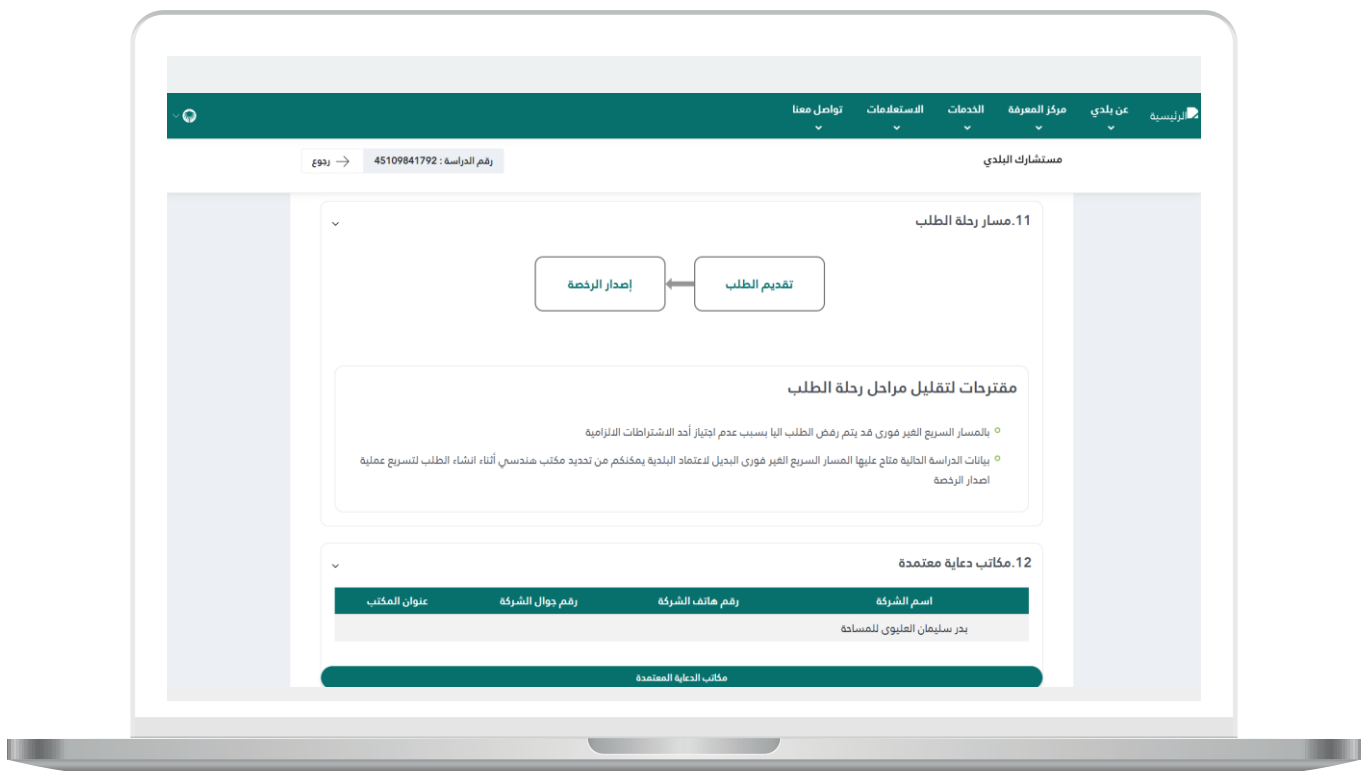 الرئيسية
عن بلدي
مركز المعرفة
الخدمات
الاستعلامات
تواصل معنا
مستشارك البلدي
رقم الدراسة : 45109841792
رجوع
11.مسار رحلة الطلب
تقديم الطلب
إصدار الرخصة
مقترحات لتقليل مراحل رحلة الطلب
بالمسار السريع الغير فورى قد يتم رفض الطلب اليا بسبب عدم اجتياز أحد الاشتراطات الالزامية
بيانات الدراسة الحالية متاح عليها المسار السريع الغير فورى البديل لاعتماد البلدية يمكنكم من تحديد مكتب هندسي أثناء انشاء الطلب لتسريع عملية
اصدار الرخصة
12.مكاتب دعاية معتمدة
اسم الشركة
رقم هاتف الشركة
رقم جوال الشركة
عنوان المكتب
بدر سليمان العليوى للمساحة
مكاتب الدعاية المعتمدة